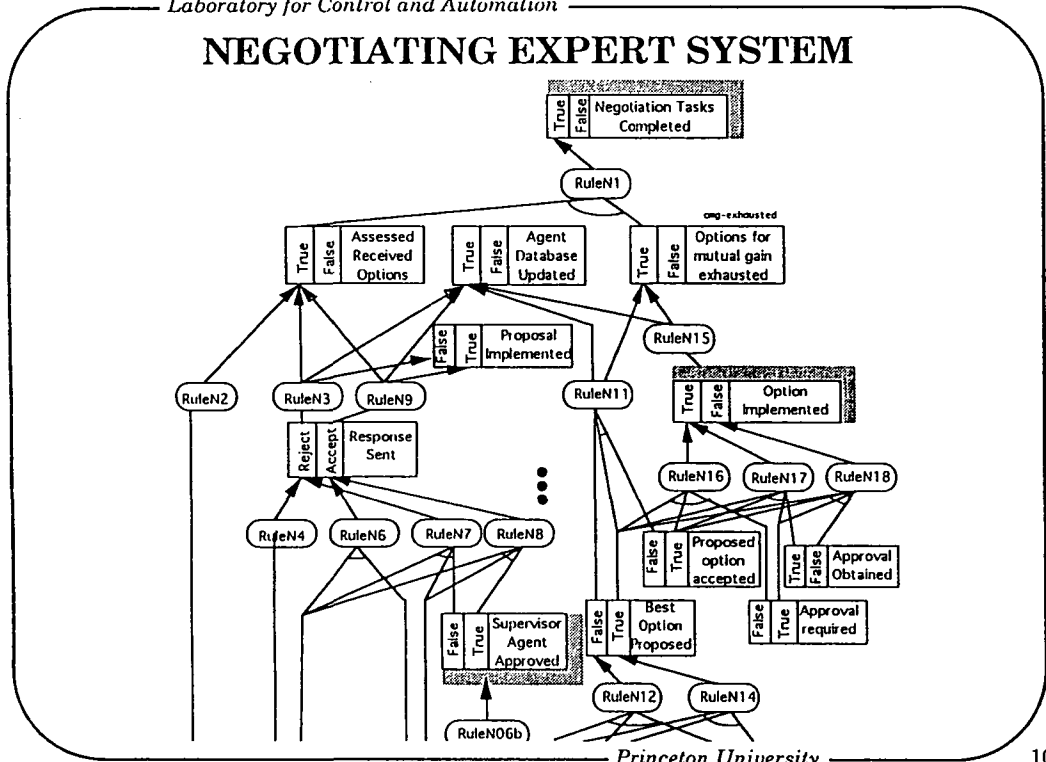 Laboratory for Control and Automation
NEGOTIATING EXPERT SYSTEM
True
False
Negotiation Tasks
Completed
RuleN1
omg-exhausted
True
False
Assessed
Received
Options
True
False
Agent
Database
Updated
True
False
Options for
mutual gain
exhausted
False
True
Proposal
Implemented
RuleN15
RuleN2
RuleN3
RuleN9
RuleN11
True
False
Option
Implemented
Reject
Accept
Response
Sent
RuleN16
RuleN17
RuleN18
RuleN4
RuleN6
RuleN7
RuleN8
False
True
Proposed
option
accepted
True
False
Approval
Obtained
False
True
Supervisor
Agent
Approved
False
True
Best
Option
Proposed
False
True
Approval
required
RuleN12
RuleN14
RuleN06b
Princeton University